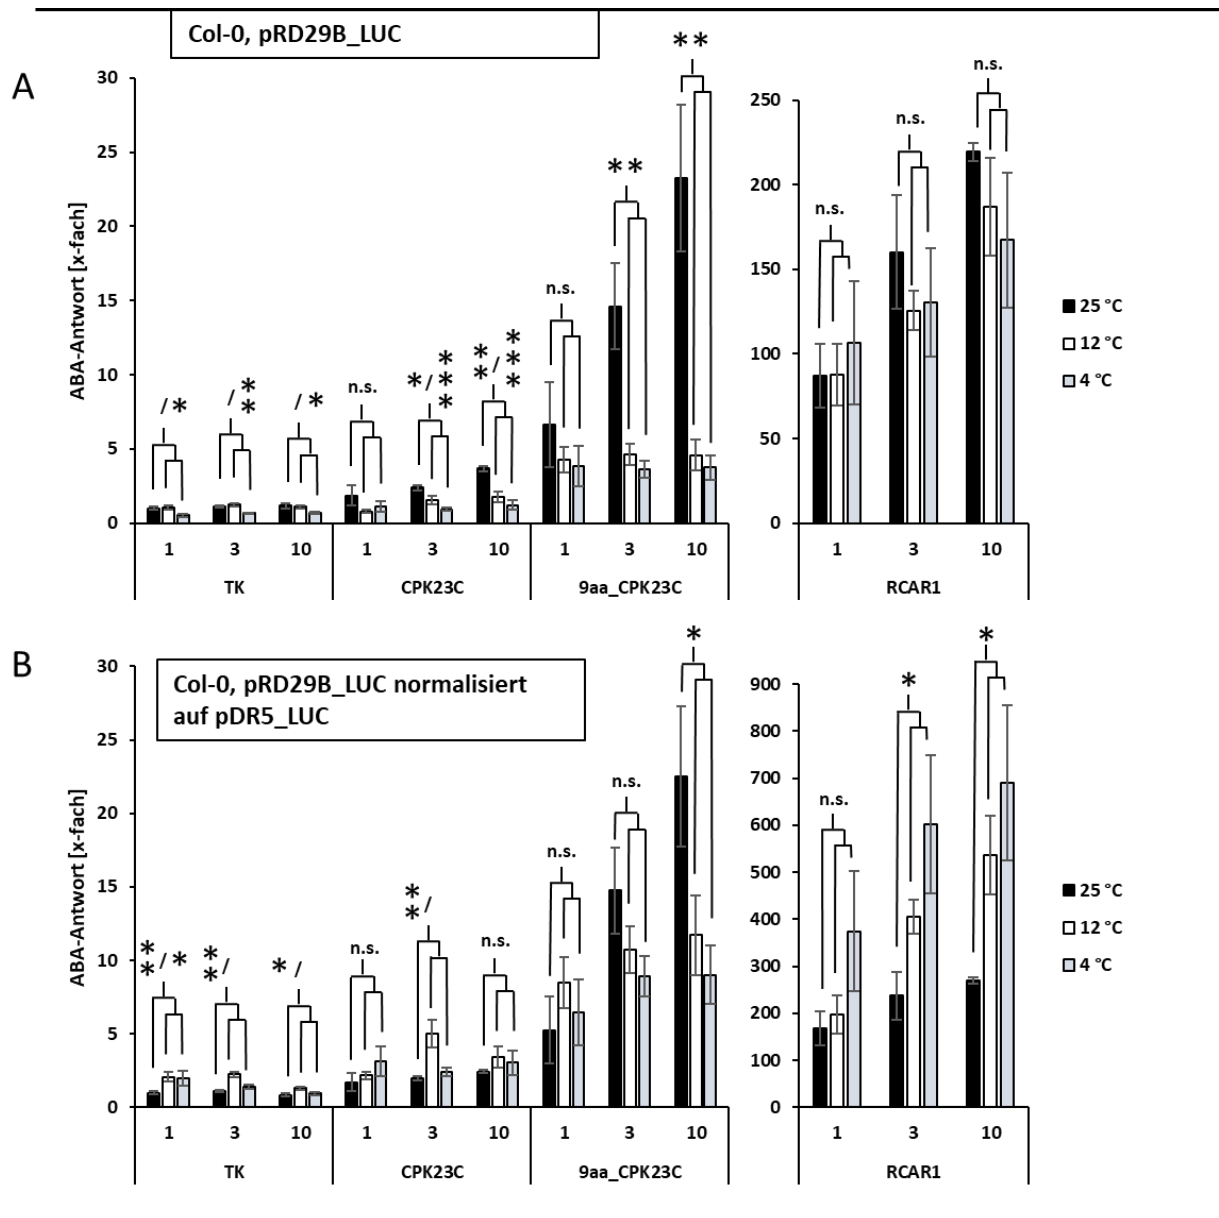 Col-0, pRD29B_LUC
A
ABA-Antwort [x-fach]
30
25
20
15
10
5
0
/ *
/ **
/ *
n.s.
* / ***
** / ***
n.s.
**
**
1 3 10 1 3 10 1 3 10
TK CPK23C 9aa_CPK23C
250
200
150
100
50
0
n.s.
n.s.
n.s.
1 3 10
RCAR1
25 °C
12 °C
4 °C
B
Col-0, pRD29B_LUC normalisiert
auf pDR5_LUC
ABA-Antwort [x-fach]
30
25
20
15
10
5
0
** / *
** /
* /
n.s.
** /
n.s.
n.s.
n.s.
*
1 3 10 1 3 10 1 3 10
TK CPK23C 9aa_CPK23C
900
800
700
600
500
400
300
200
100
0
n.s.
*
*
1 3 10
RCAR1
25 °C
12 °C
4 °C